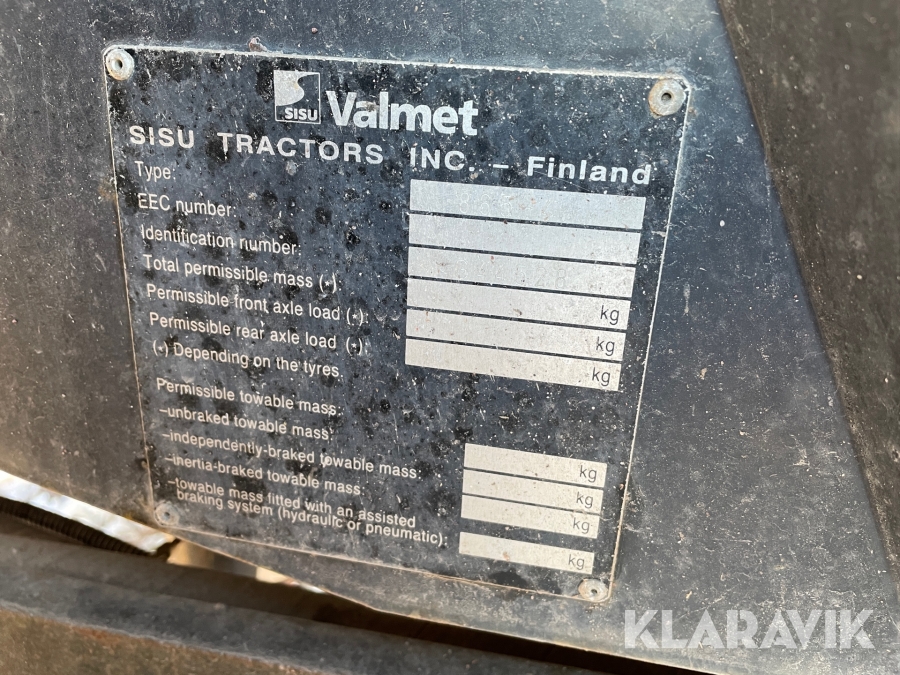 SISU Valmet
SISU TRACTORS INC. – Finland
Type:
EEC number:
Identification number:
Total permissible mass (-):
kg
Permissible front axle load (-):
kg
Permissible rear axle load (-):
kg
(-) Depending on the tyres.
Permissible towable mass:
–unbraked towable mass:
kg
–independently-braked towable mass:
kg
–inertia-braked towable mass:
kg
–towable mass fitted with an assisted
braking system (hydraulic or pneumatic):
kg
KLARAVIK